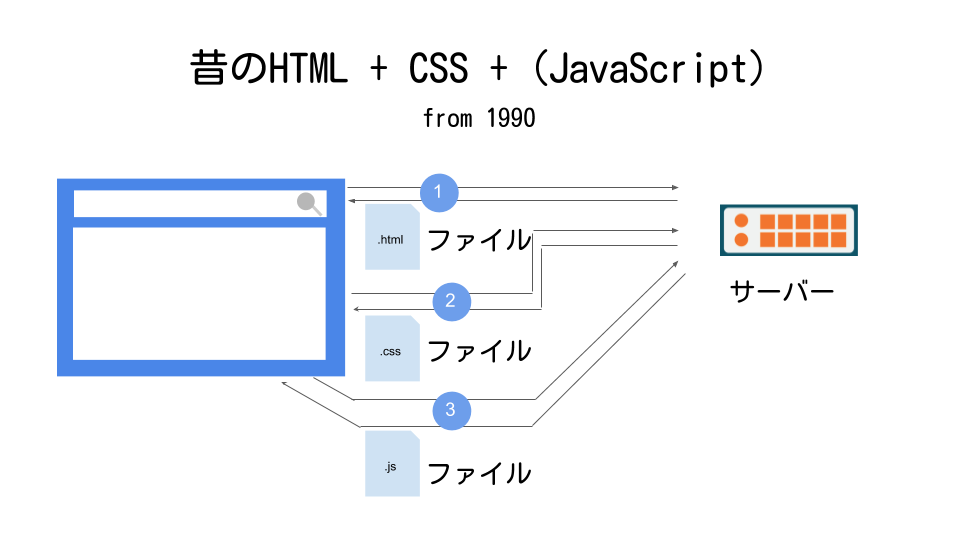 昔のHTML + CSS + (JavaScript)
from 1990
1
.html
ファイル
サーバー
2
.css
ファイル
3
.js
ファイル